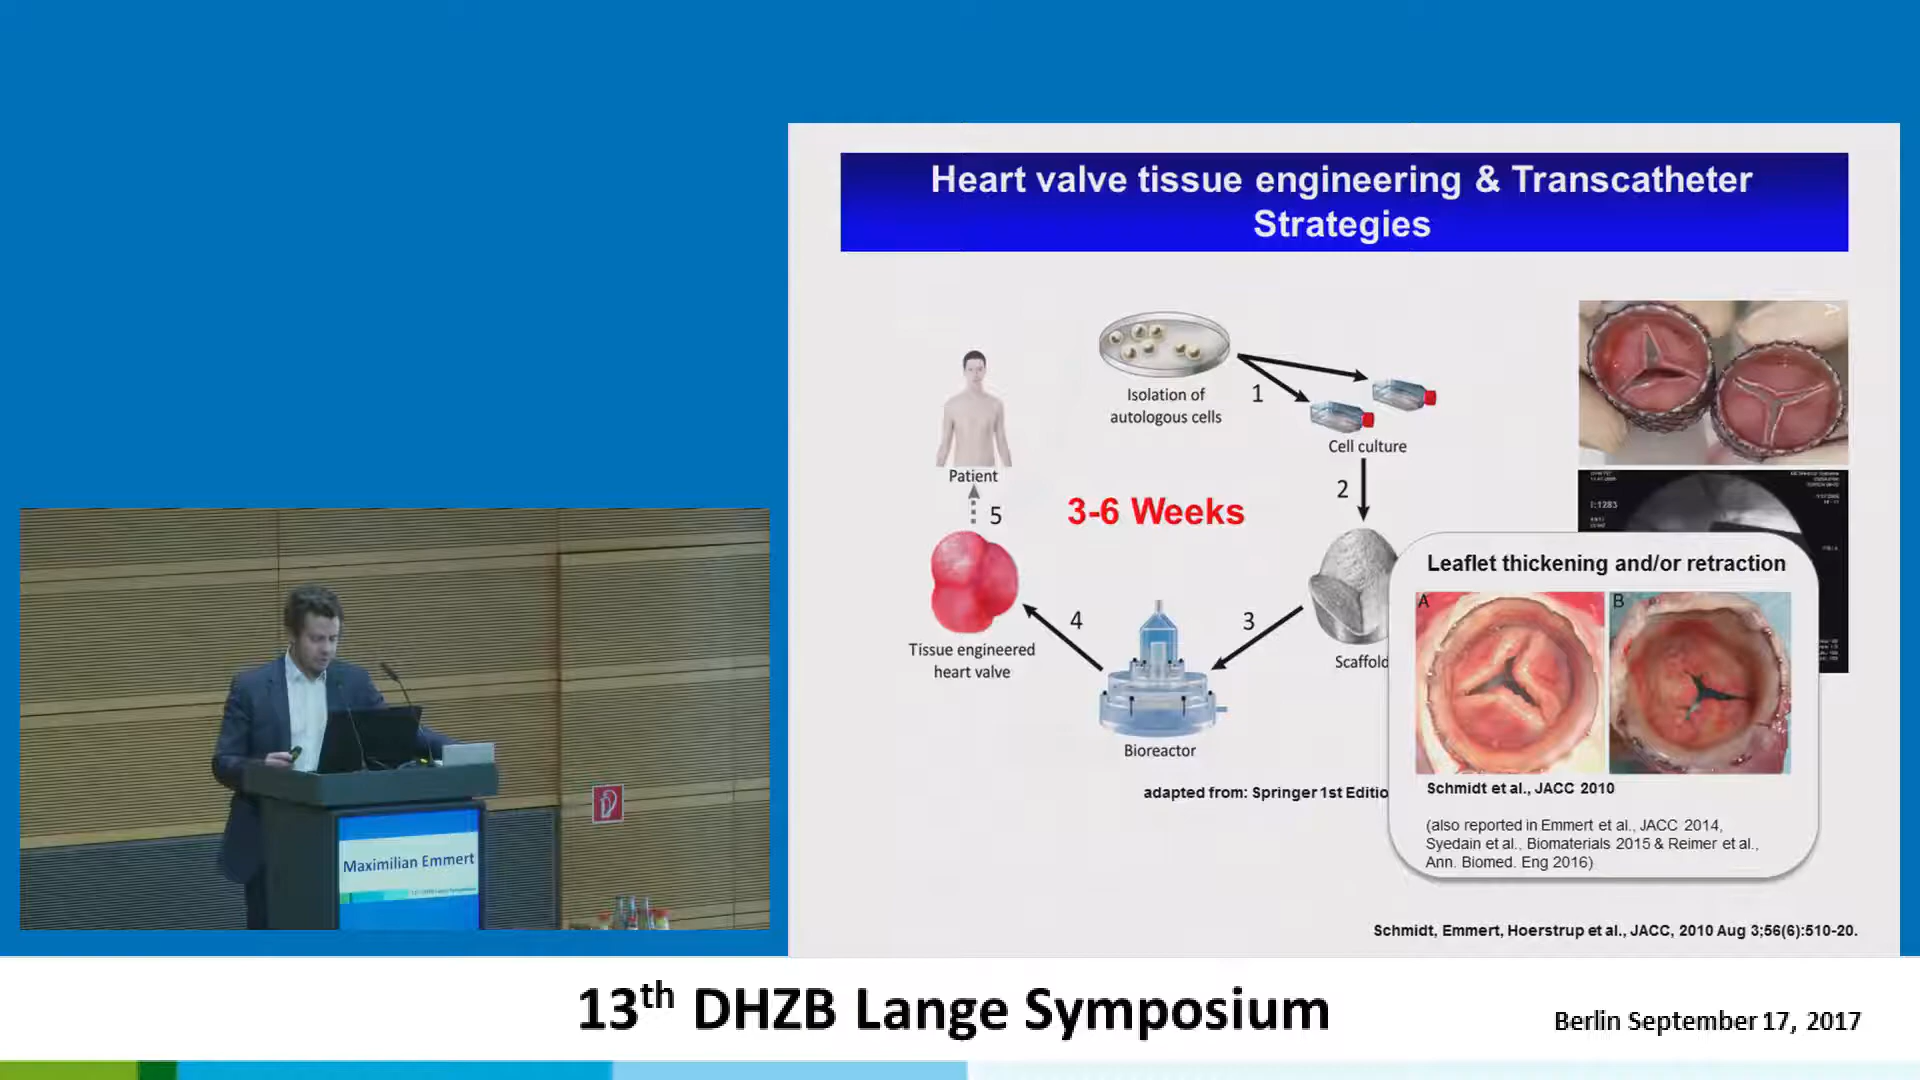 Heart valve tissue engineering & Transcatheter
Strategies
Isolation of
autologous cells
1
Cell culture
2
Patient
5
3-6 Weeks
Tissue engineered
heart valve
4
3
Bioreactor
Scaffold
adapted from: Springer 1st Editio
I:1283
Leaflet thickening and/or retraction
A
B
Schmidt et al., JACC 2010
(also reported in Emmert et al., JACC 2014,
Syedain et al., Biomaterials 2015 & Reimer et al.,
Ann. Biomed. Eng 2016)
Schmidt, Emmert, Hoerstrup et al., JACC, 2010 Aug 3;56(6):510-20.
Maximilian Emmert
13th DHZB Lange Symposium
Berlin September 17, 2017